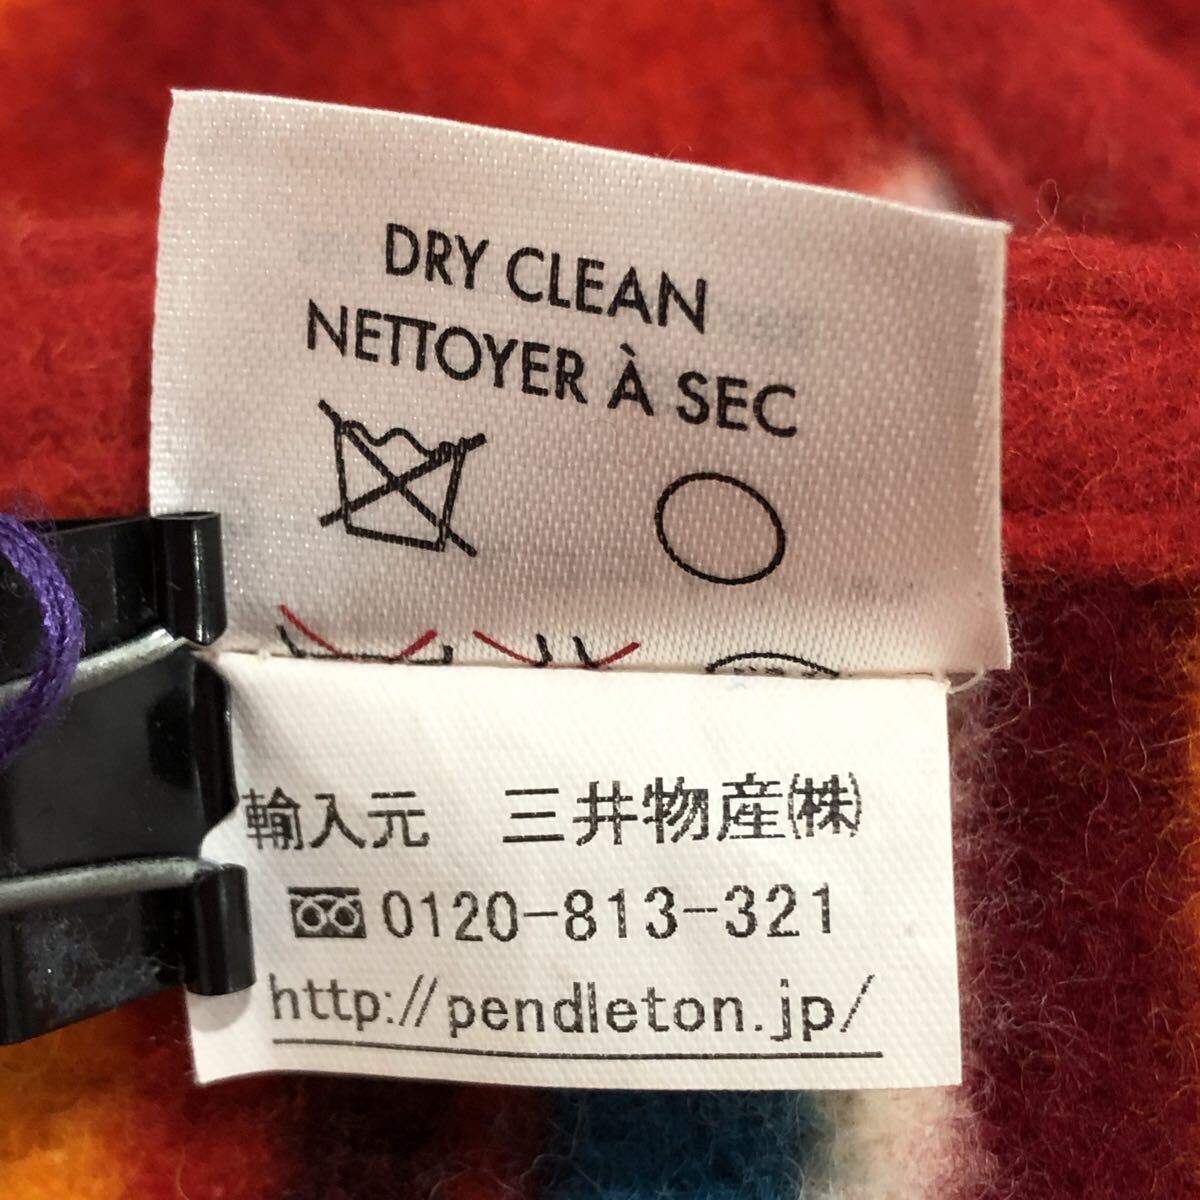 DRY CLEAN
NETTOYER À SEC
輸入元　三井物産㈱
0120-813-321
http://pendleton.jp/